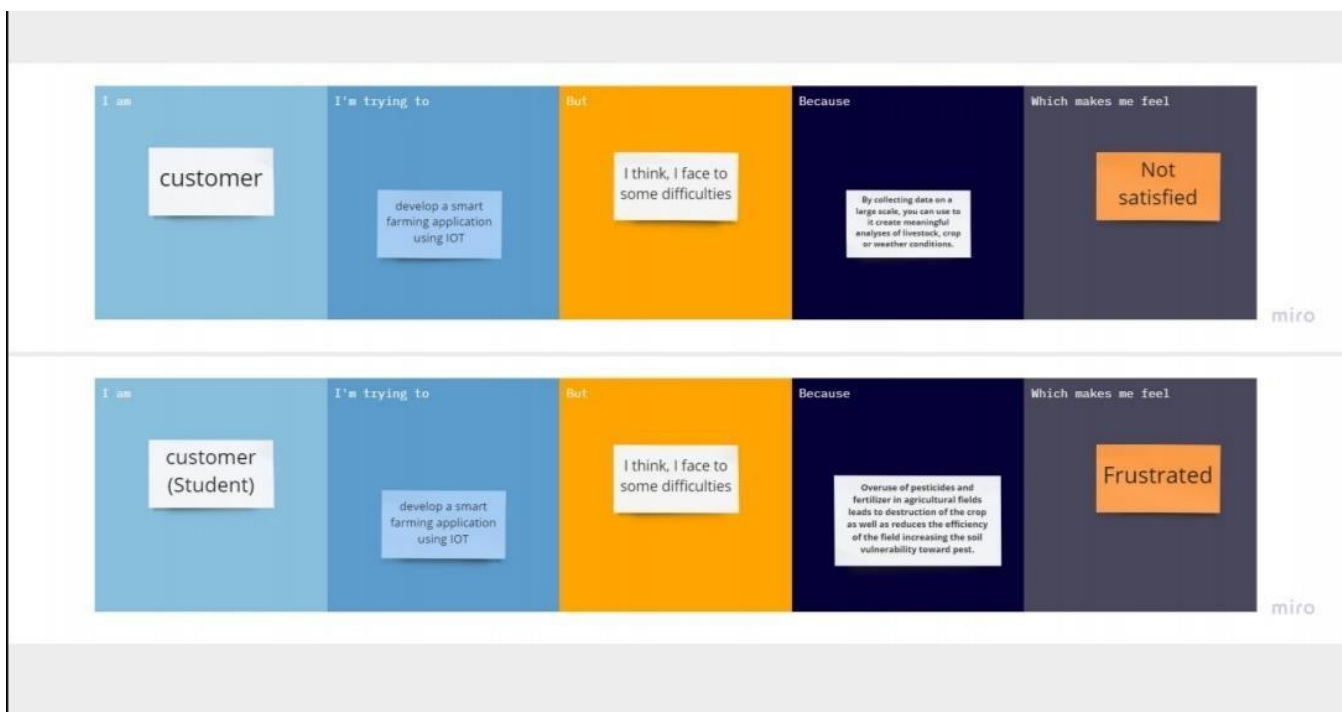 I am
I'm trying to
But
Because
Which makes me feel
customer
develop a smart
farming application
using IOT
I think, I face to
some difficulties
By collecting data on a
large scale, you can use to
it create meaningful
analyses of livestock, crop
or weather conditions.
Not
satisfied
miro
I am
I'm trying to
But
Because
Which makes me feel
customer
(Student)
develop a smart
farming application
using IOT
I think, I face to
some difficulties
Overuse of pesticides and
fertilizer in agricultural fields
leads to destruction of the crop
as well as reduces the efficiency
of the field increasing the soil
vulnerability toward pest.
Frustrated
miro